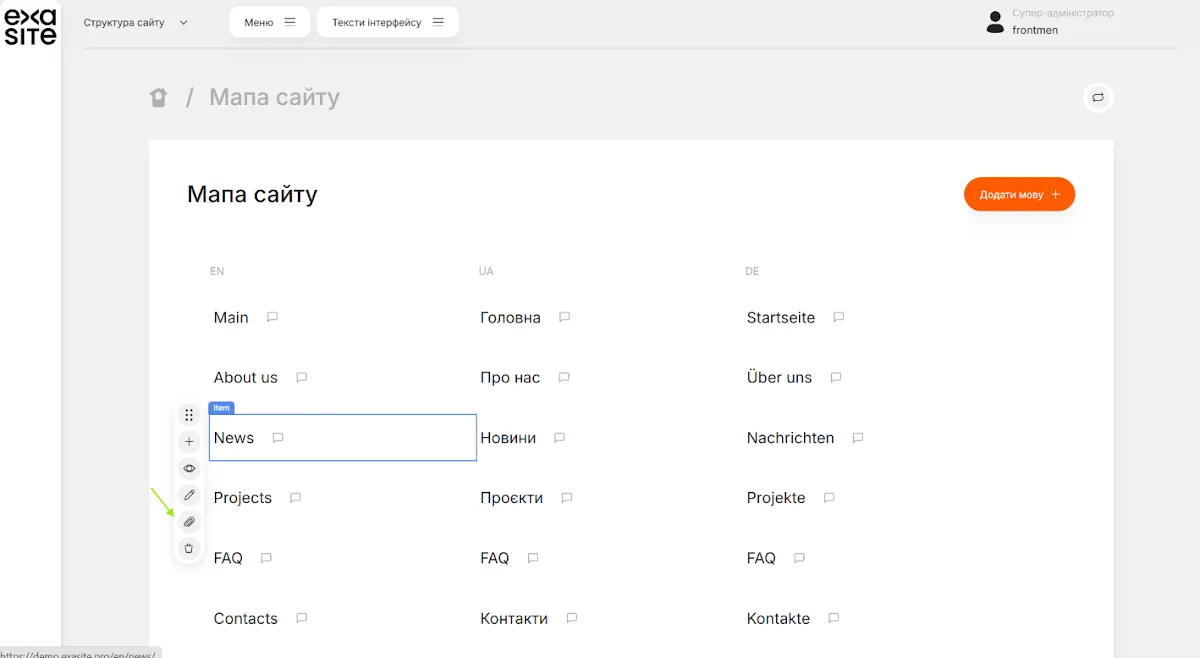 exa
SITE
Структура сайту
Меню
Тексти інтерфейсу
Супер-адміністратор
frontmen
/ Мапа сайту
Мапа сайту
Додати мову +
EN UA DE
Main Головна Startseite
About us Про нас Über uns
Item
News Новини Nachrichten
Projects Проєкти Projekte
FAQ FAQ FAQ
Contacts Контакти Kontakte
https://demo.exasite.pro/en/news/